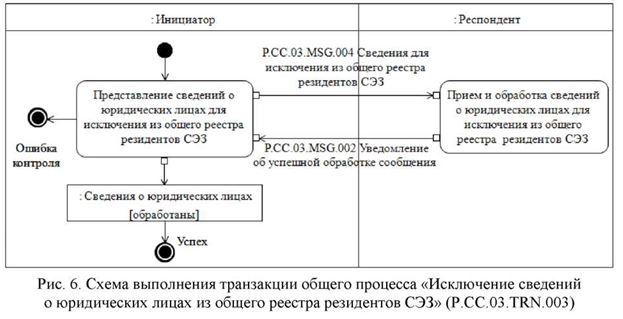 : Инициатор
: Респондент
P.CC.03.MSG.004 Сведения для
исключения из общего реестра
резидентов СЭЗ
Представление сведений о
юридических лицах для
исключения из общего реестра
резидентов СЭЗ
Прием и обработка сведений
о юридических лицах для
исключения из общего
реестра резидентов СЭЗ
Ошибка
контроля
P.CC.03.MSG.002 Уведомление
об успешной обработке сообщения
: Сведения о юридических лицах
[обработаны]
Успех
Рис. 6. Схема выполнения транзакции общего процесса «Исключение сведений
о юридических лицах из общего реестра резидентов СЭЗ» (P.CC.03.TRN.003)